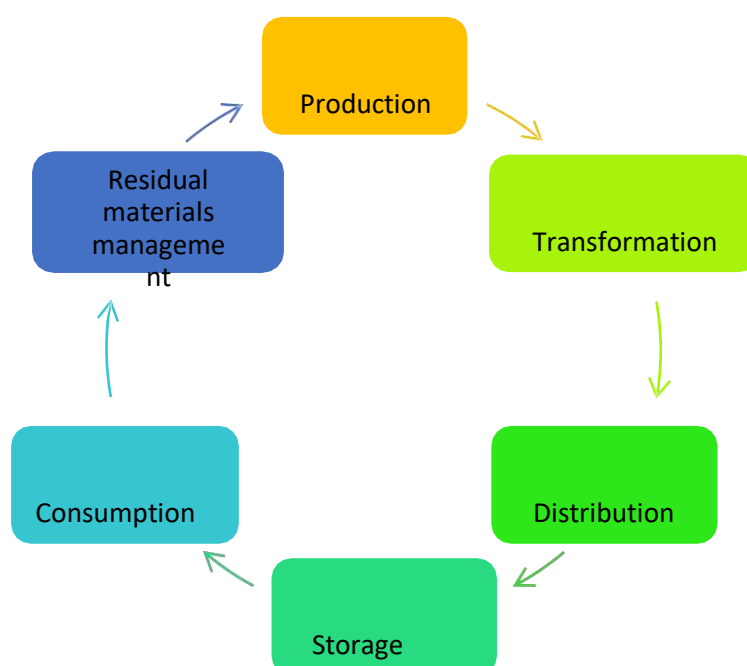 Production
Transformation
Distribution
Storage
Consumption
Residual
materials
manageme
nt